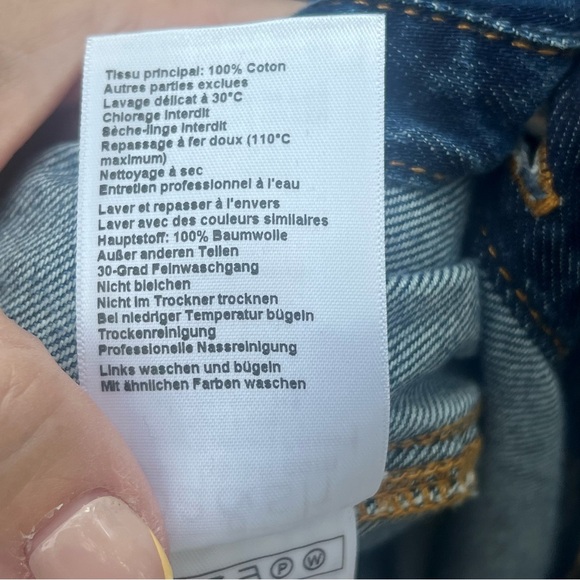 Tissu principal: 100% Coton
Autres parties exclues
Lavage délicat à 30°C
Chlorage interdit
Sèche-linge interdit
Repassage à fer doux (110°C
maximum)
Nettoyage à sec
Entretien professionnel à l'eau
Laver et repasser à l'envers
Laver avec des couleurs similaires
Hauptstoff: 100% Baumwolle
Außer anderen Teilen
30-Grad Feinwaschgang
Nicht bleichen
Nicht im Trockner trocknen
Bei niedriger Temperatur bügeln
Trockenreinigung
Professionelle Nassreinigung
Links waschen und bügeln
Mit ähnlichen Farben waschen
P W